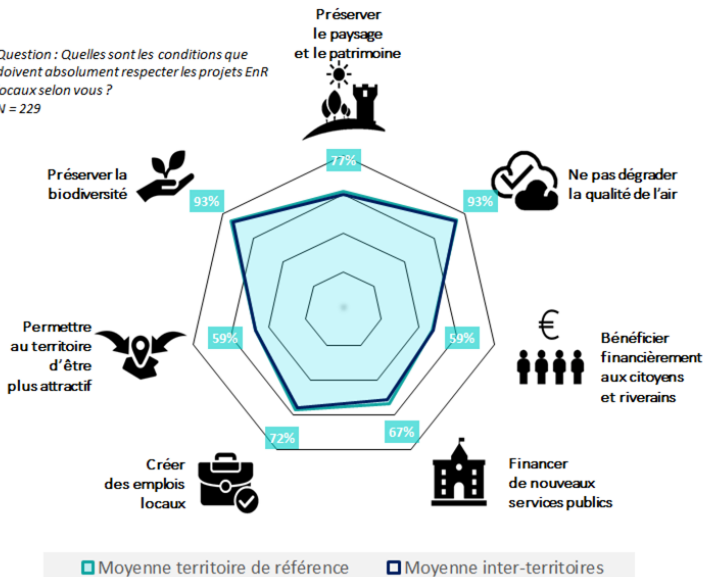 Préserver
le paysage
et le patrimoine
Question : Quelles sont les conditions que
doivent absolument respecter les projets EnR
locaux selon vous ?
N = 229
77%
Préserver la
biodiversité
93%
93%
Ne pas dégrader
la qualité de l'air
Permettre
au territoire
d'être
plus attractif
59%
59%
€
Bénéficier
financièrement
aux citoyens
et riverains
72%
67%
Créer
des emplois
locaux
Financer
de nouveaux
services publics
Moyenne territoire de référence
Moyenne inter-territoires